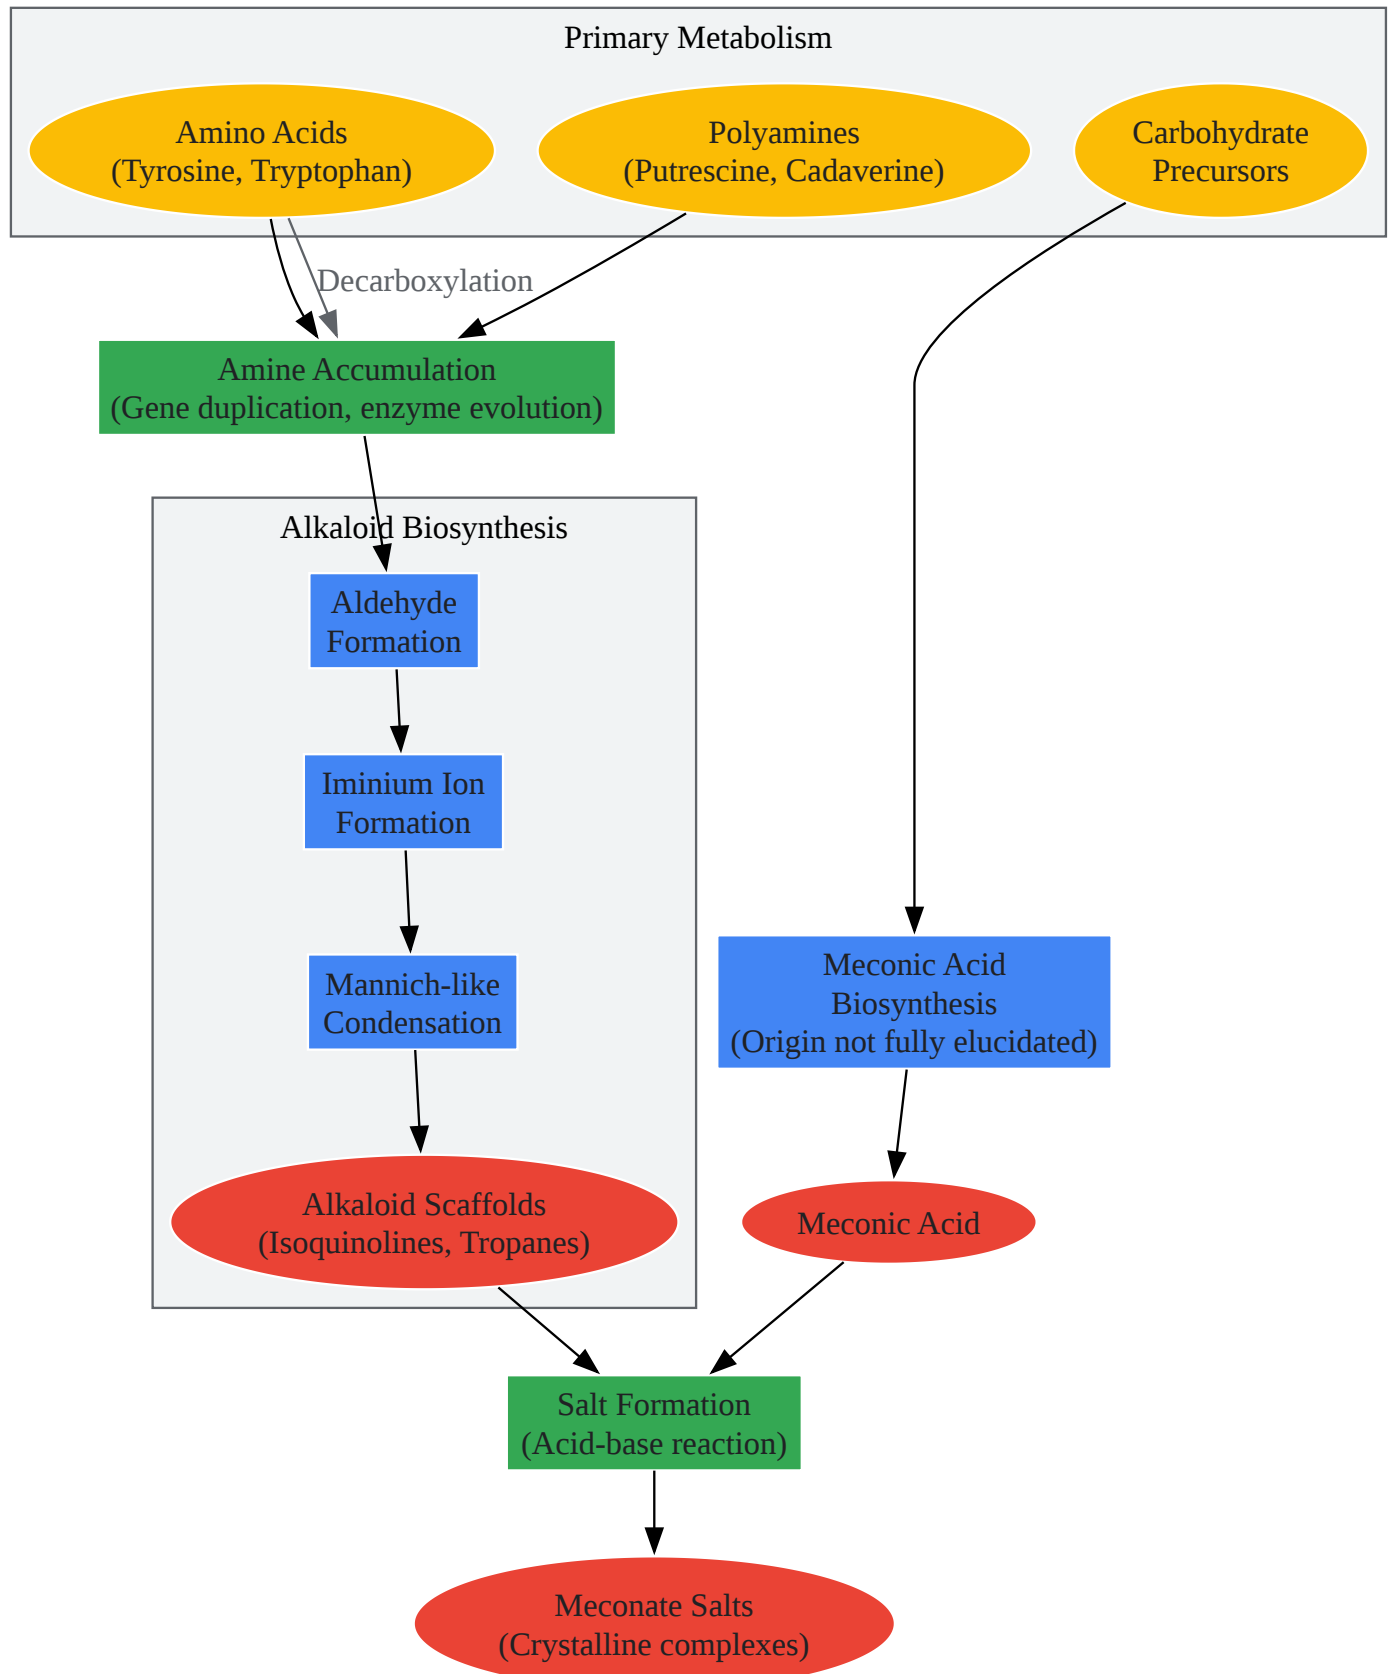 Primary Metabolism
Amino Acids
(Tyrosine, Tryptophan)
Polyamines
(Putrescine, Cadaverine)
Carbohydrate
Precursors
Decarboxylation
Amine Accumulation
(Gene duplication, enzyme evolution)
Alkaloid Biosynthesis
Aldehyde
Formation
Iminium Ion
Formation
Mannich-like
Condensation
Meconic Acid
Biosynthesis
(Origin not fully elucidated)
Alkaloid Scaffolds
(Isoquinolines, Tropanes)
Meconic Acid
Salt Formation
(Acid-base reaction)
Meconate Salts
(Crystalline complexes)